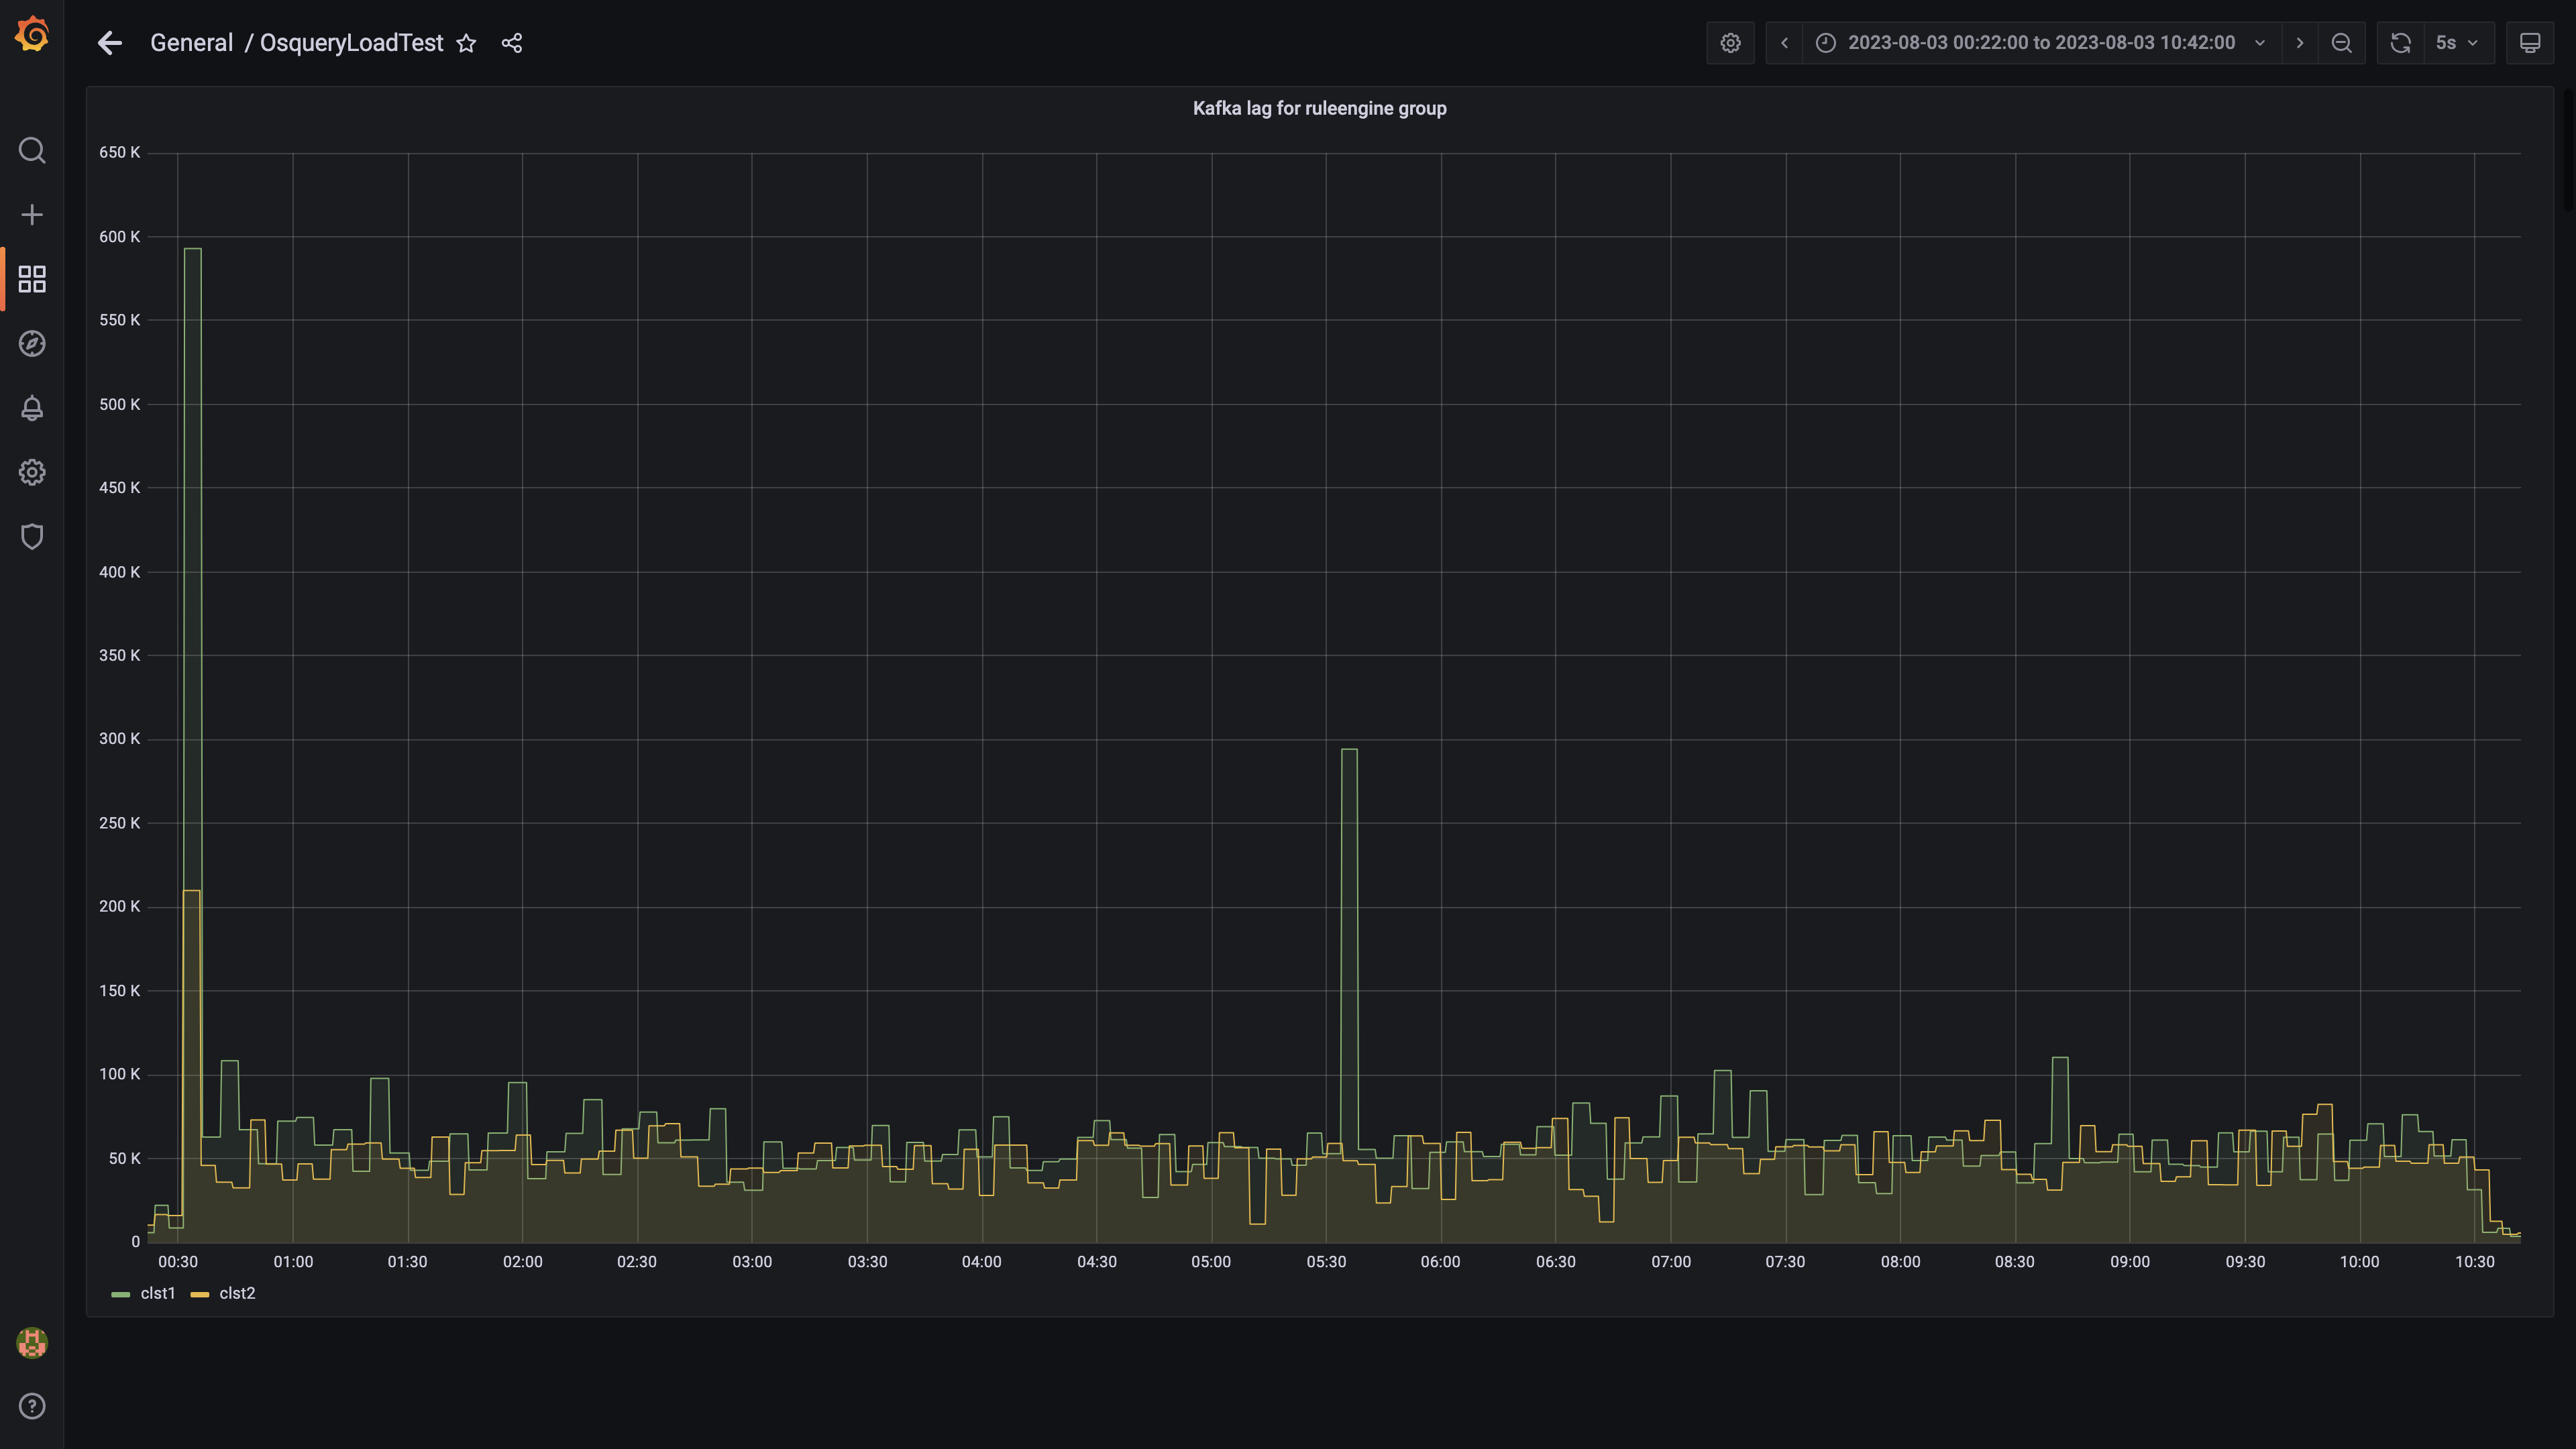 General / OsqueryLoadTest
2023-08-03 00:22:00 to 2023-08-03 10:42:00
5s
Kafka lag for ruleengine group
650 K
600 K
550 K
500 K
450 K
400 K
350 K
300 K
250 K
200 K
150 K
100 K
50 K
0
00:30 01:00 01:30 02:00 02:30 03:00 03:30 04:00 04:30 05:00 05:30 06:00 06:30 07:00 07:30 08:00 08:30 09:00 09:30 10:00 10:30
clst1 clst2